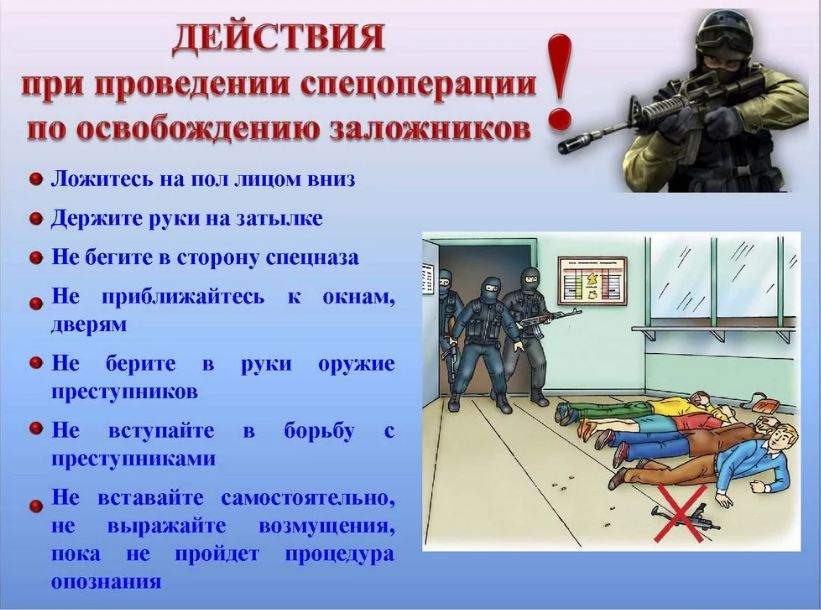 ДЕЙСТВИЯ
при проведении спецоперации
по освобождению заложников
!
Ложитесь на пол лицом вниз
Держите руки на затылке
Не бегите в сторону спецназа
Не приближайтесь к окнам,
дверям
Не берите в руки оружие
преступников
Не вступайте в борьбу с
преступниками
Не вставайте самостоятельно,
не выражайте возмущения,
пока не пройдет процедура
опознания